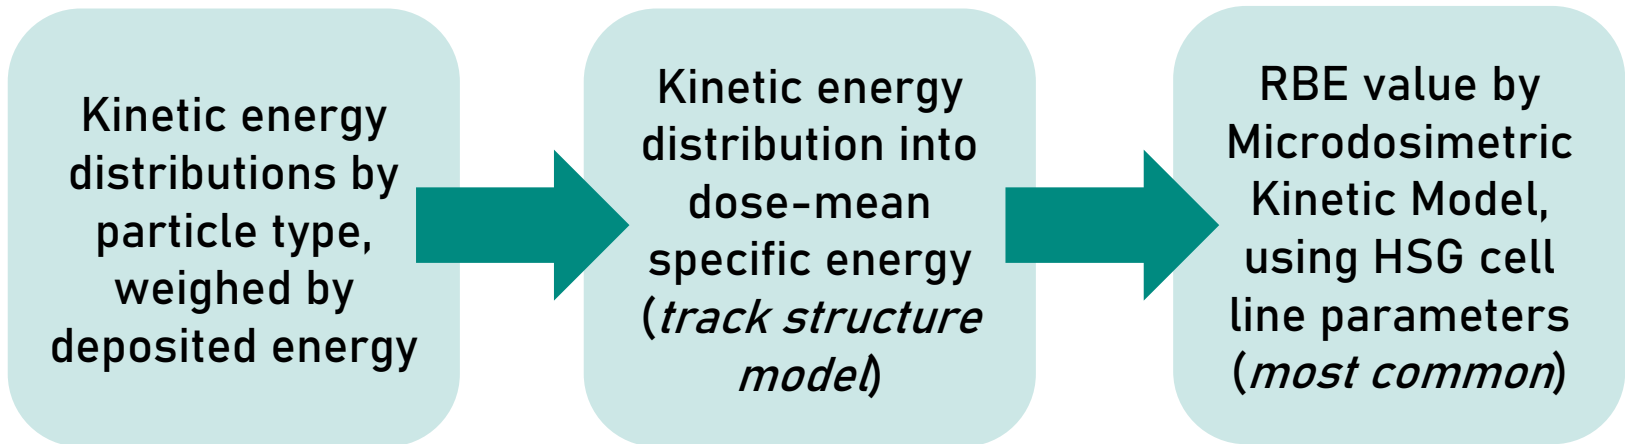 Kinetic energy
distributions by
particle type,
weighed by
deposited energy
Kinetic energy
distribution into
dose-mean
specific energy
(track structure
model)
RBE value by
Microdosimetric
Kinetic Model,
using HSG cell
line parameters
(most common)